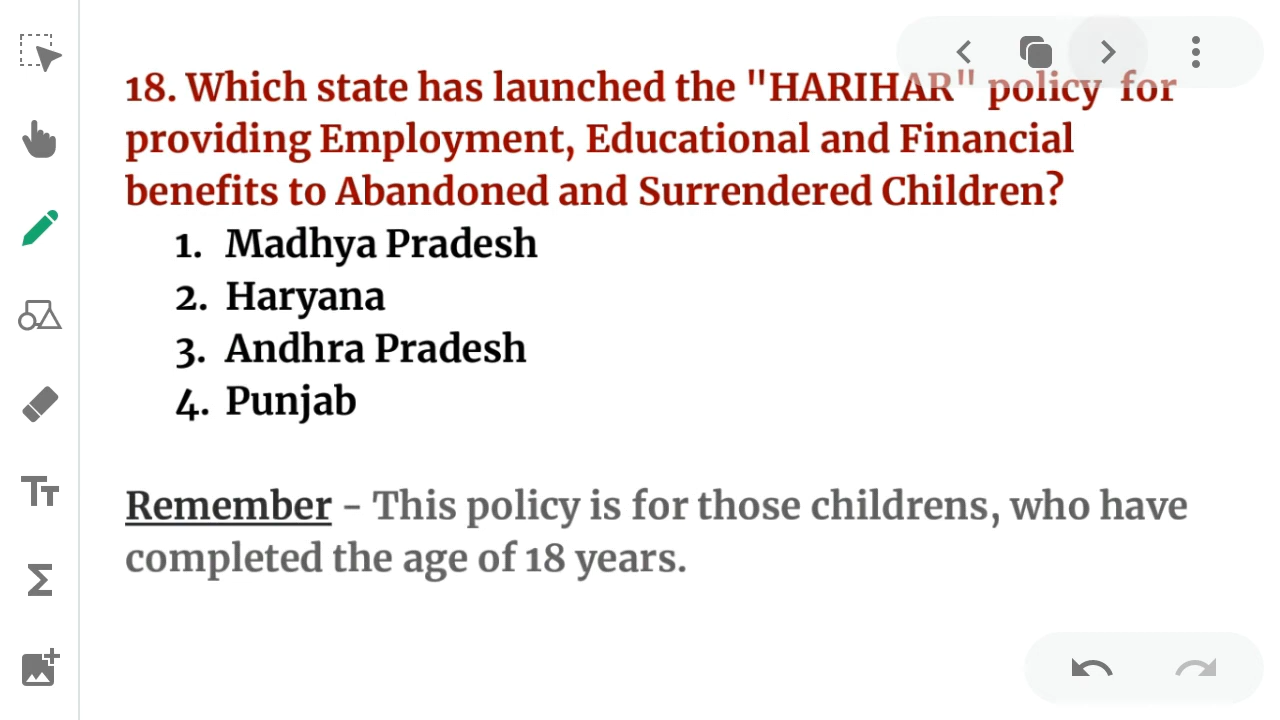 18. Which state has launched the "HARIHAR" policy for
providing Employment, Educational and Financial
benefits to Abandoned and Surrendered Children?
1. Madhya Pradesh
2. Haryana
3. Andhra Pradesh
4. Punjab
Remember - This policy is for those childrens, who have
completed the age of 18 years.